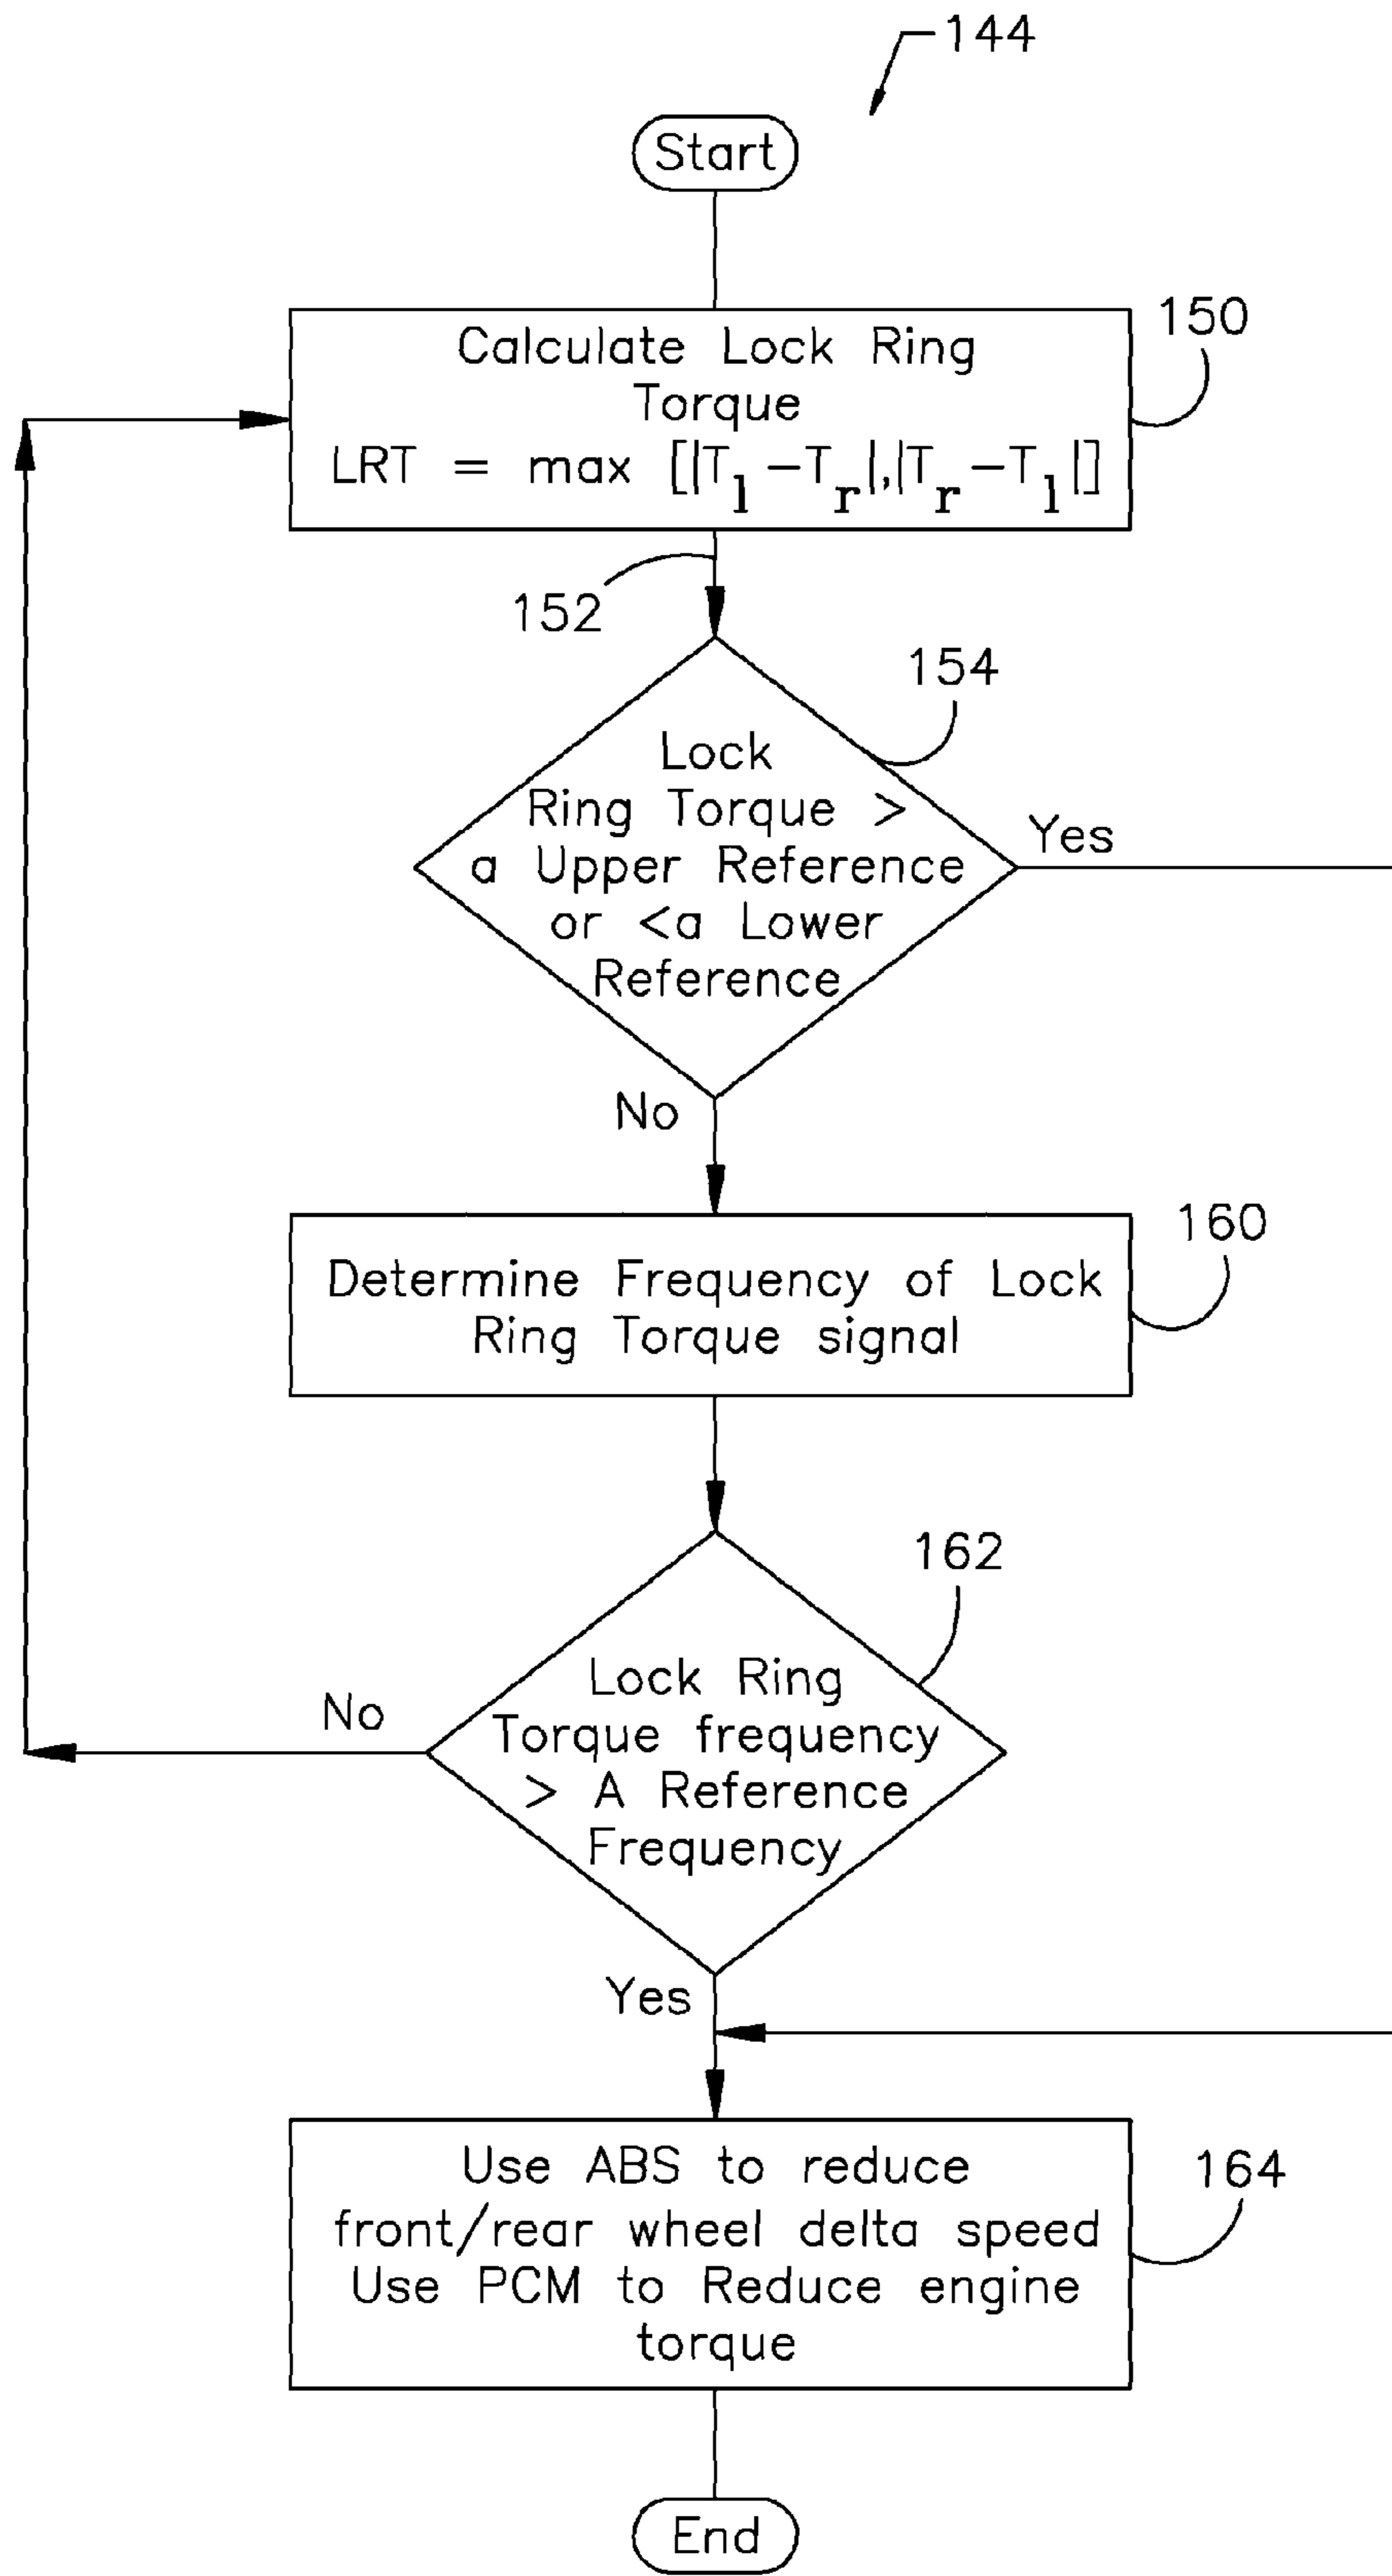 144
Start
150
Calculate Lock Ring
Torque
LRT = max [|T_l -T_r|,|T_r -T_l|]
152
154
Lock
Ring Torque >
a Upper Reference
or <a Lower
Reference
Yes
No
160
Determine Frequency of Lock
Ring Torque signal
162
Lock Ring
Torque frequency
> A Reference
Frequency
No
Yes
164
Use ABS to reduce
front/rear wheel delta speed
Use PCM to Reduce engine
torque
End